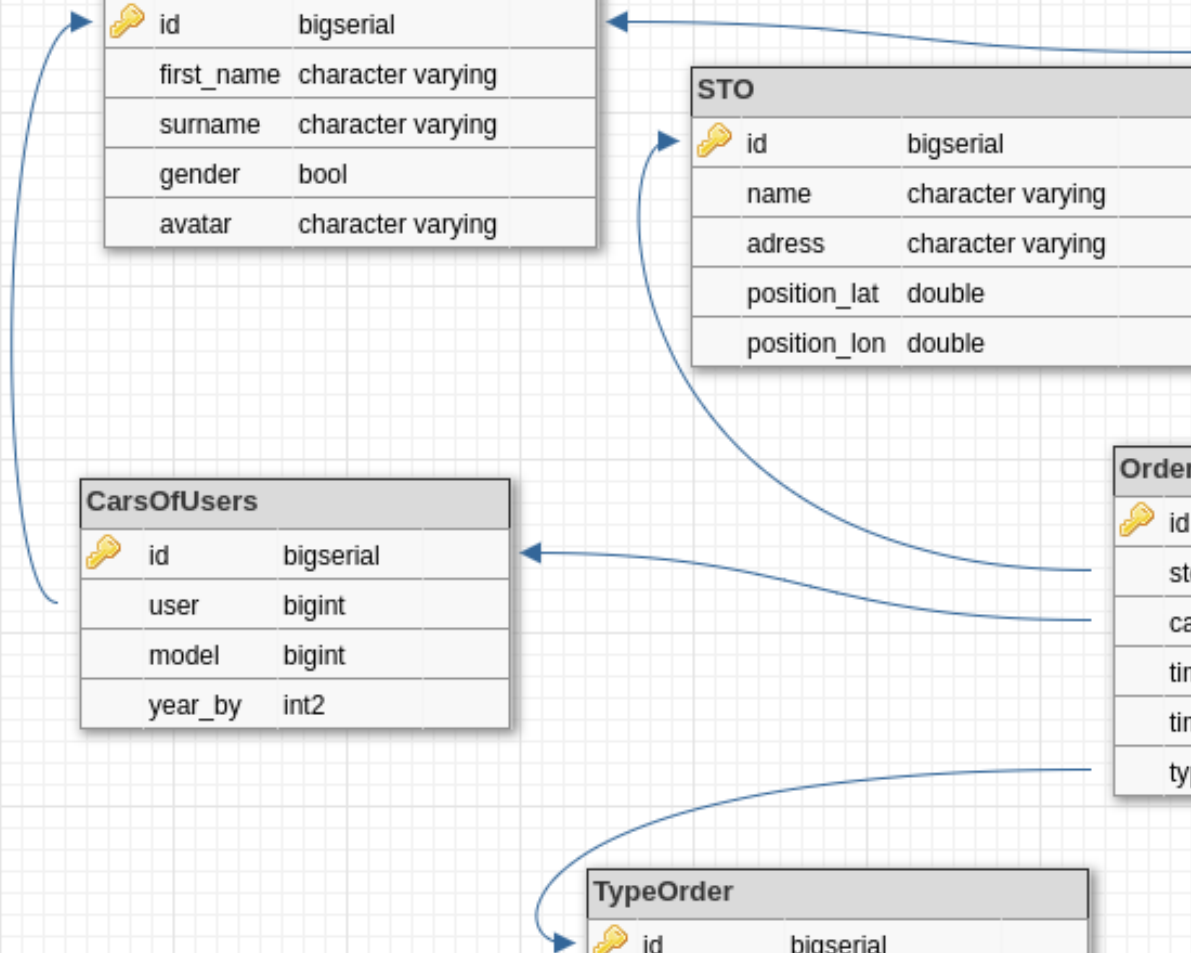 id bigserial
first_name character varying
surname character varying
gender bool
avatar character varying
STO
id bigserial
name character varying
adress character varying
position_lat double
position_lon double
CarsOfUsers
id bigserial
user bigint
model bigint
year_by int2
Order
id
TypeOrder
id bigserial